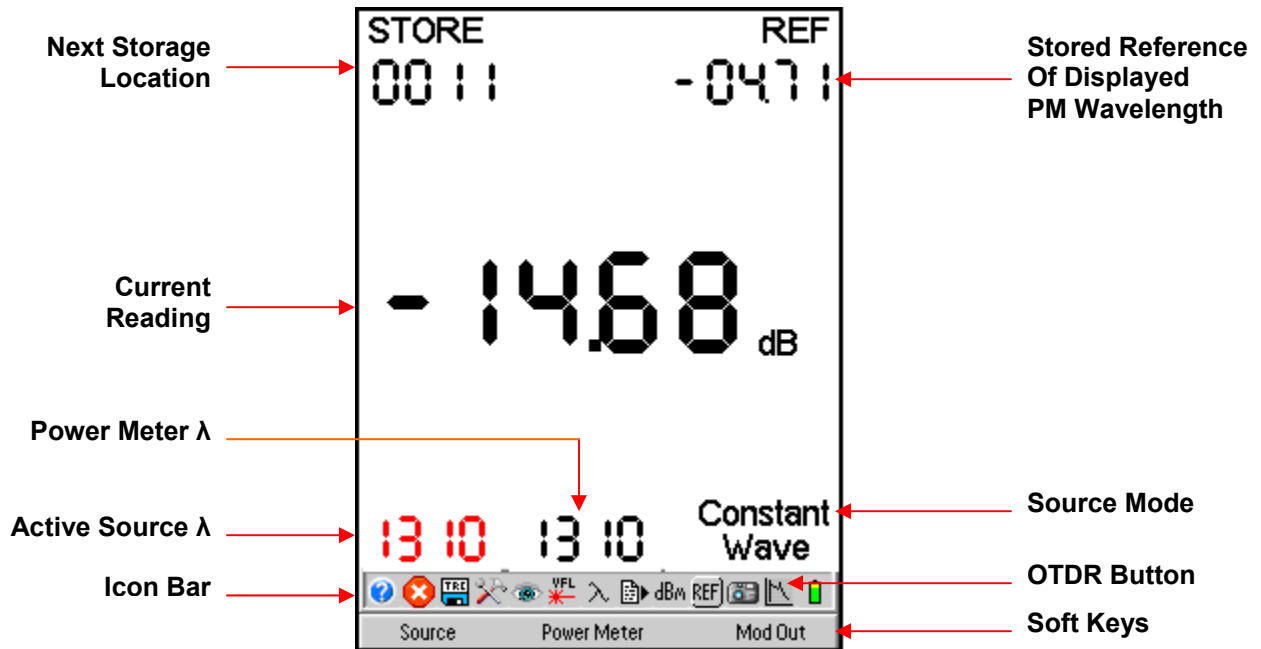 Next Storage
Location
STORE
REF
0011
-04.71
Stored Reference
Of Displayed
PM Wavelength
Current
Reading
-14.68 dB
Power Meter λ
Active Source λ
1310
1310
Constant
Wave
Source Mode
Icon Bar
TRC
VFL
λ
dBm
REF
OTDR Button
Source
Power Meter
Mod Out
Soft Keys